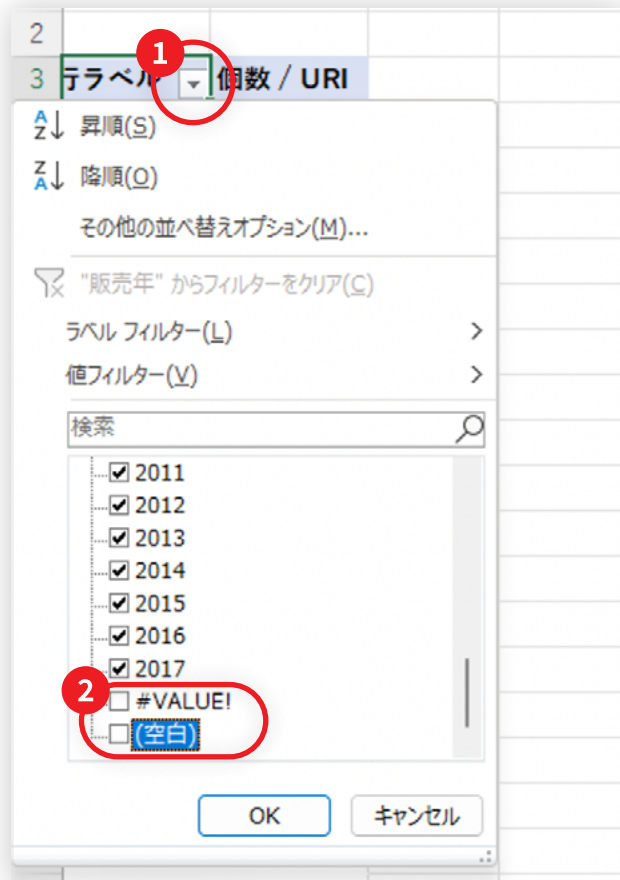 2
1
3 行ラベル 個数 / URI
昇順(S)
降順(O)
その他の並べ替えオプション(M)...
"販売年" からフィルターをクリア(C)
ラベル フィルター(L)
値フィルター(V)
検索
2011
2012
2013
2014
2015
2016
2017
2
#VALUE!
(空白)
OK キャンセル